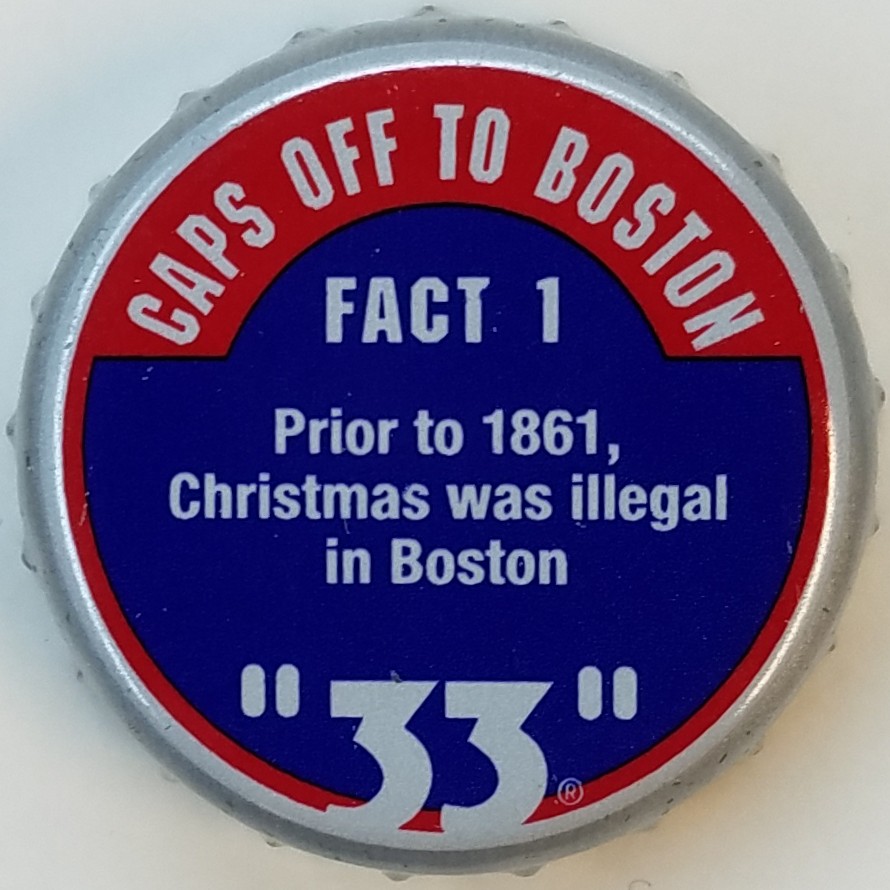 CAPS OFF TO BOSTON
FACT 1
Prior to 1861,
Christmas was illegal
in Boston
"33"®